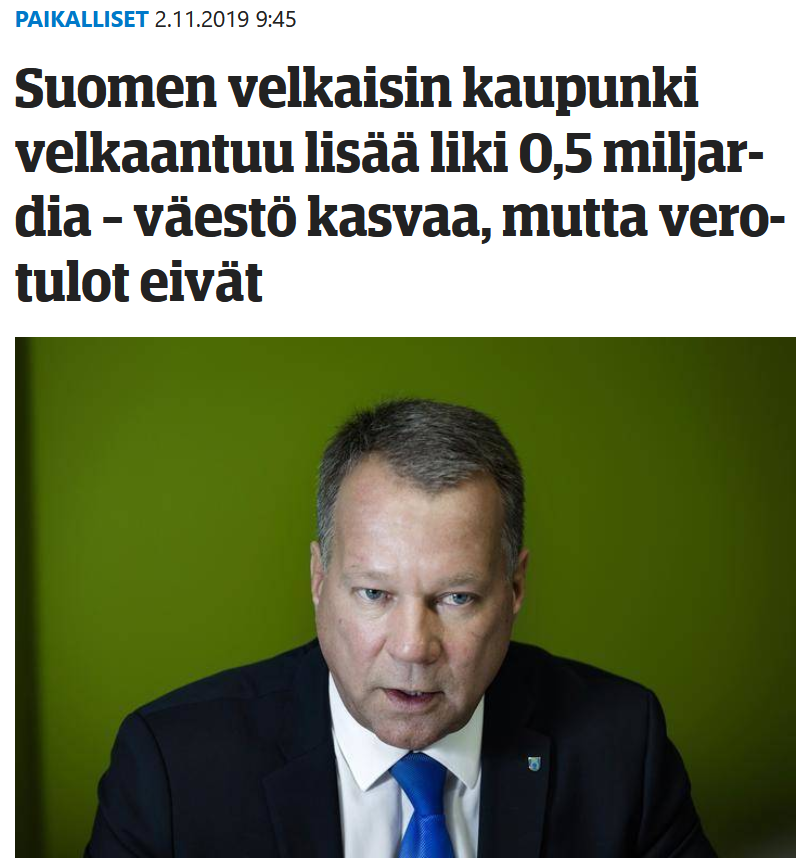 PAIKALLISET 2.11.2019 9:45
Suomen velkaisin kaupunki
velkaantuu lisää liki 0,5 miljar-
dia – väestö kasvaa, mutta vero-
tulot eivät